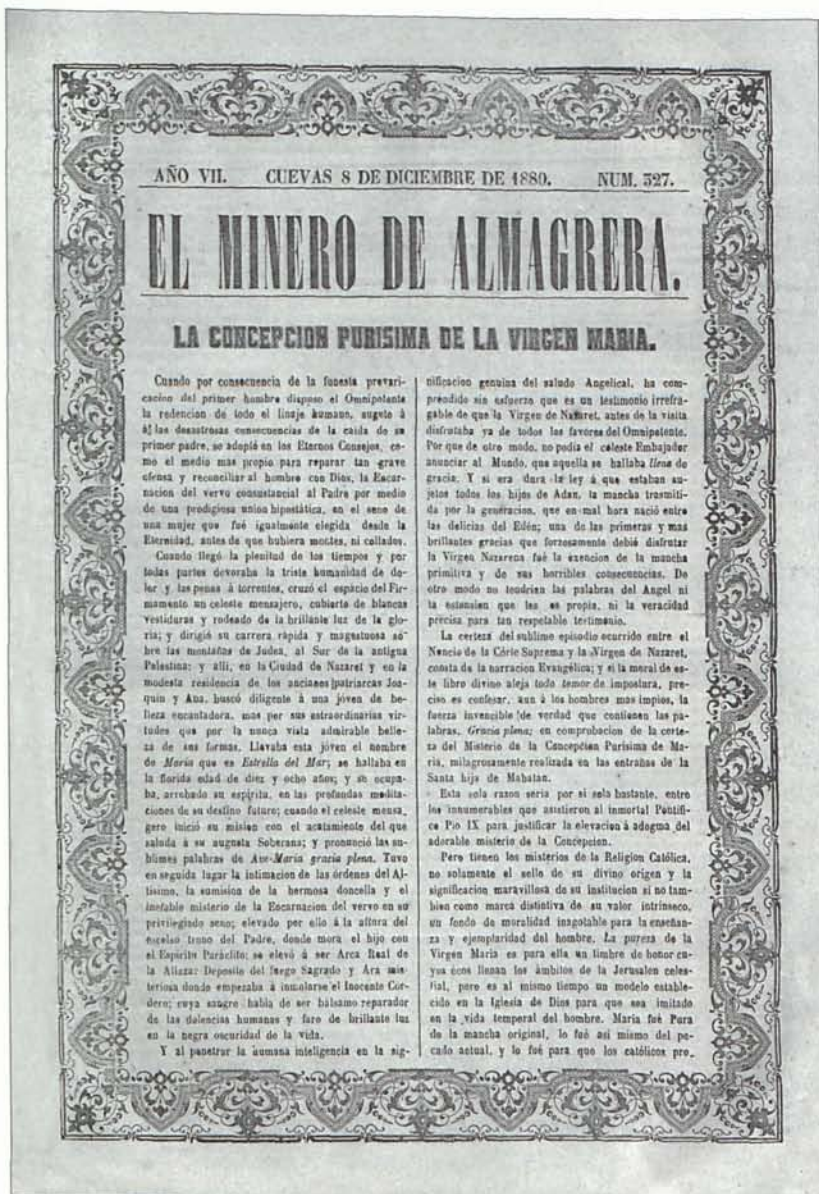 AÑO VII. CUEVAS 8 DE DICIEMBRE DE 1880. NUM. 327.
EL MINERO DE ALMAGRERA.
LA CONCEPCION PURISIMA DE LA VIRGEN MARIA.
Cuando por consecuencia de la funesta prevari-
cacion del primer hombre dispuso el Omnipotente
la redencion de todo el linaje humano, sugeto á
las desastrosas consecuencias de la caida de su
primer padre, se adoptó en los Eternos Consejos, co-
mo el medio mas propio para reparar tan grave
ofensa y reconciliar al hombre con Dios, la Escar-
nacion del vervo consustancial al Padre por medio
de una prodigiosa union hipostática, en el seno de
una mujer que fué igualmente elegida desde la
Eternidad, antes de que hubiera montes, ni collados.
Cuando llegó la plenitud de los tiempos y por
todas partes devoraba la triste humanidad de do-
lor y las penas á torrentes, cruzó el espacio del Fir-
mamento un celeste mensajero, cubierto de blancas
vestiduras y rodeado de la brillante luz de la glo-
ria; y dirigió su carrera rápida y magestuosa so-
bre las montañas de Judea, al Sur de la antigua
Palestina; y alli, en la Ciudad de Nazaret y en la
modesta residencia de los ancianos patriarcas Joa-
quin y Ana, buscó diligente á una jóven de be-
lleza encantadora, mas por sus estraordinarias vir-
tudes que por la nunca vista admirable belle-
za de sus formas. Llavaba esta jóven el nombre
de María que es Estrella del Mar; se hallaba en
la florida edad de diez y ocho años; y se ocupa-
ba, arrobado su espíritu, en las profundas medita-
ciones de su destino futuro; cuando el celeste mensa,
gero inició su mision con el acatamiento del que
saluda á su augusta Soberana; y pronunció las su-
blimes palabras de Ave-Maria gracia plena. Tuvo
en seguida lugar la intimacion de las órdenes del Al-
tisimo, la sumision de la hermosa doncella y el
inefable misterio de la Encarnacion del vervo en su
privilegiado seno; elevado por ello á la altura del
escelso trono del Padre, donde mora el hijo con
el Espiritu Paráclito; se elevó á ser Arca Real de
la Alizza: Deposito del fuego Sagrado y Ara mis-
teriosa donde empezaba á inmolarse el Inocente Cor-
dero; cuya sangre habia de ser bálsamo reparador
de las dolencias humanas y faro de brillante luz
en la negra oscuridad de la vida.
Y al penetrar la humana inteligencia en la sig-
nificacion genuina del saludo Angelical, ha com-
prendido sin esfuerzo que es un testimonio irrefra-
gable de que la Virgen de Nazaret, antes de la visita
disfrutaba ya de todos los favores del Omnipotente.
Por que de otro modo, no podia el celeste Embajador
anunciar al Mundo, que aquella se hallaba llena de
gracia. Y si era dura la ley á que estaban su-
jetos todos los hijos de Adan, la mancha trasmiti-
da por la generacion, que en mal hora nació entre
las delicias del Edén; una de las primeras y mas
brillantes gracias que forzosamente debió disfrutar
la Virgen Nazarena fué la exencion de la mancha
primitiva y de sus horribles consecuencias. De
otro modo no tendrian las palabras del Angel ni
la estension que les es propia, ni la veracidad
precisa para tan respetable testimonio.
La certeza del sublime episodio ocurrido entre el
Nuncio de la Córte Suprema y la Virgen de Nazaret,
consta de la narracion Evangélica; y si la moral de es-
te libro divino aleja todo temor de impostura, pre-
ciso es confesar, aun á los hombres mas impios, la
fuerza invencible de verdad que contienen las pa-
labras, Gracia plena; en comprobacion de la certe-
za del Misterio de la Concepcion Purisima de Ma-
ria, milagrosamente realizada en las entrañas de la
Santa hija de Mahatan.
Esta sola razon seria por si sola bastante, entre
los innumerables que asistieron al inmortal Pontifi-
ce Pio IX para justificar la elevacion á adogma del
adorable misterio de la Concepcion.
Pero tienen los misterios de la Religion Católica,
no solamente el sello de su divino origen y la
significacion maravillosa de su institucion si no tam-
bien como marca distintiva de su valor intrinseco,
un fondo de moralidad inagotable para la enseñan-
za y ejemplaridad del hombre. La pureza de la
Virgen Maria es para ella un timbre de honor cu-
yos ecos llenan los ámbitos de la Jerusalen celes-
tial, pero es al mismo tiempo un modelo estable-
cido en la Iglesia de Dios para que sea imitado
en la vida temporal del hombre. Maria fué Pura
de la mancha original, lo fué asi mismo del pe-
cado actual, y lo fué para que los católicos pro.